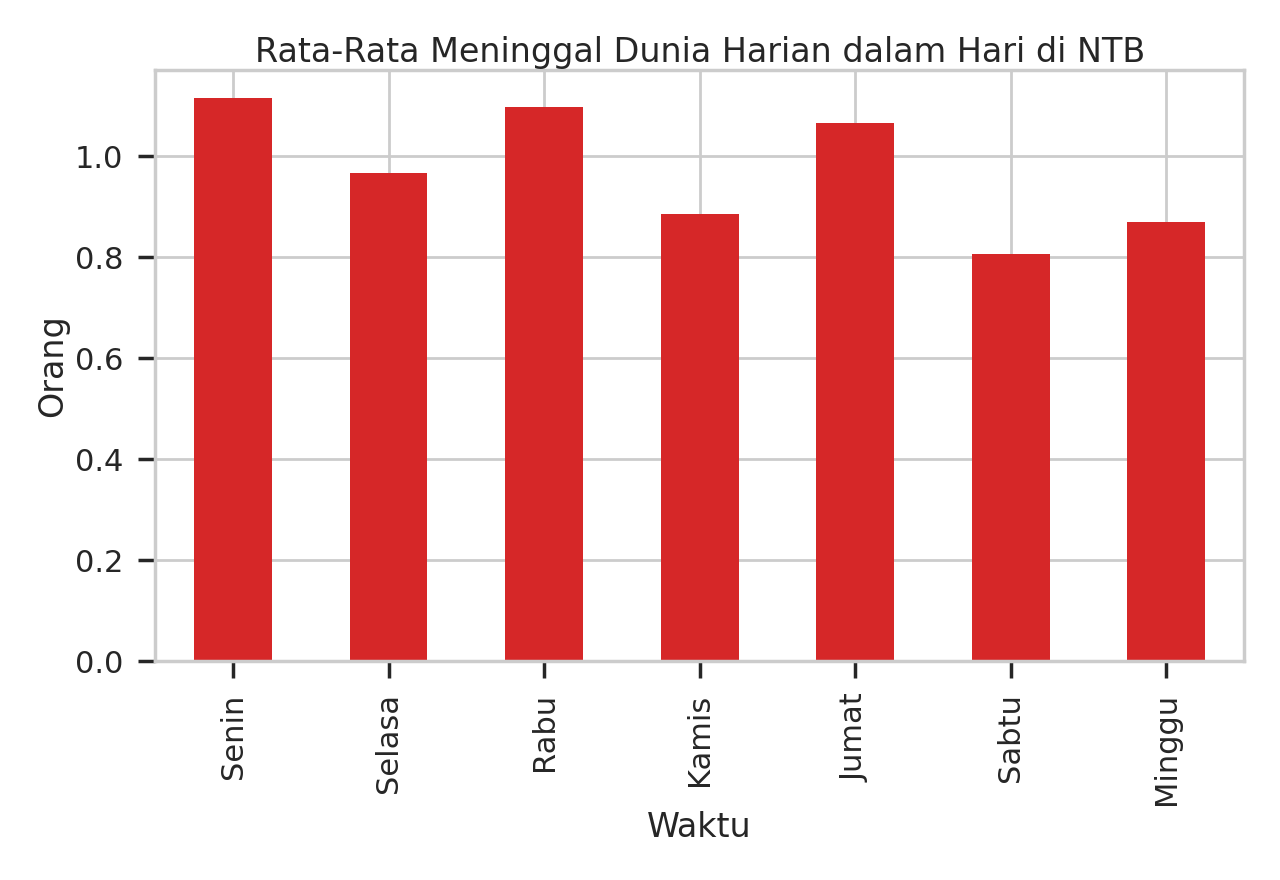 Rata-Rata Meninggal Dunia Harian dalam Hari di NTB
1.0
0.8
0.6
0.4
0.2
0.0
Orang
Senin
Selasa
Rabu
Kamis
Jumat
Sabtu
Minggu
Waktu